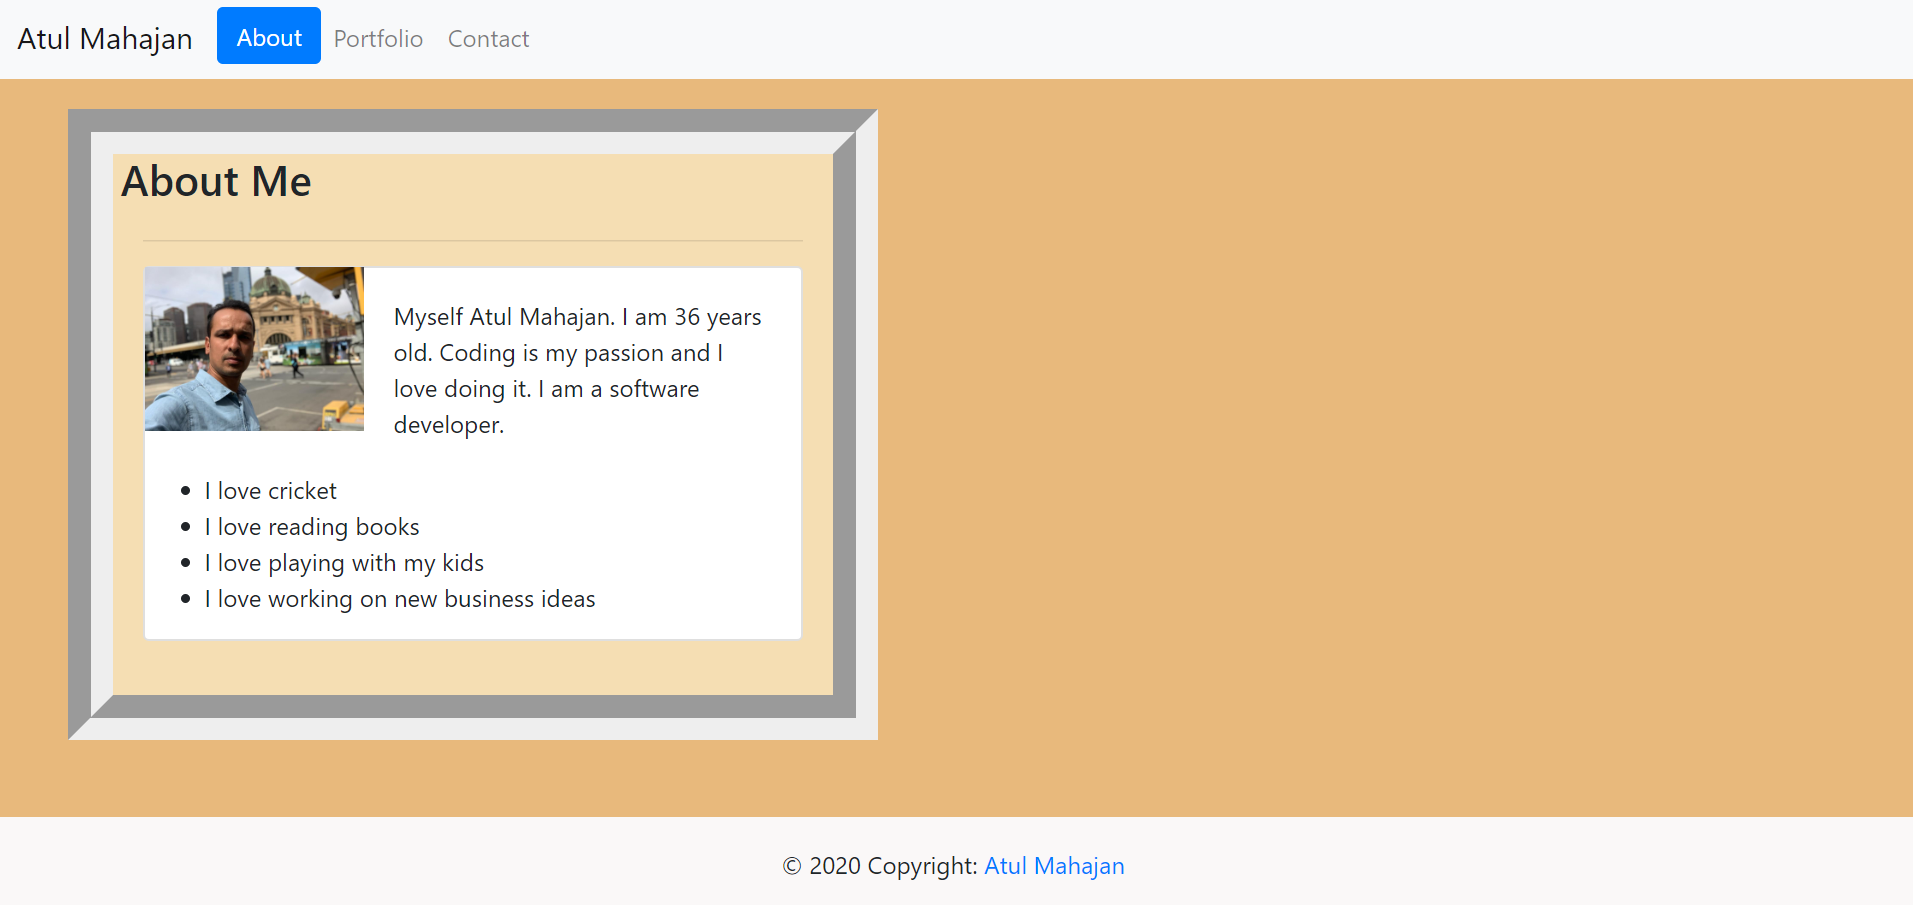 Atul Mahajan About Portfolio Contact
About Me
Myself Atul Mahajan. I am 36 years
old. Coding is my passion and I
love doing it. I am a software
developer.
• I love cricket
• I love reading books
• I love playing with my kids
• I love working on new business ideas
© 2020 Copyright: Atul Mahajan